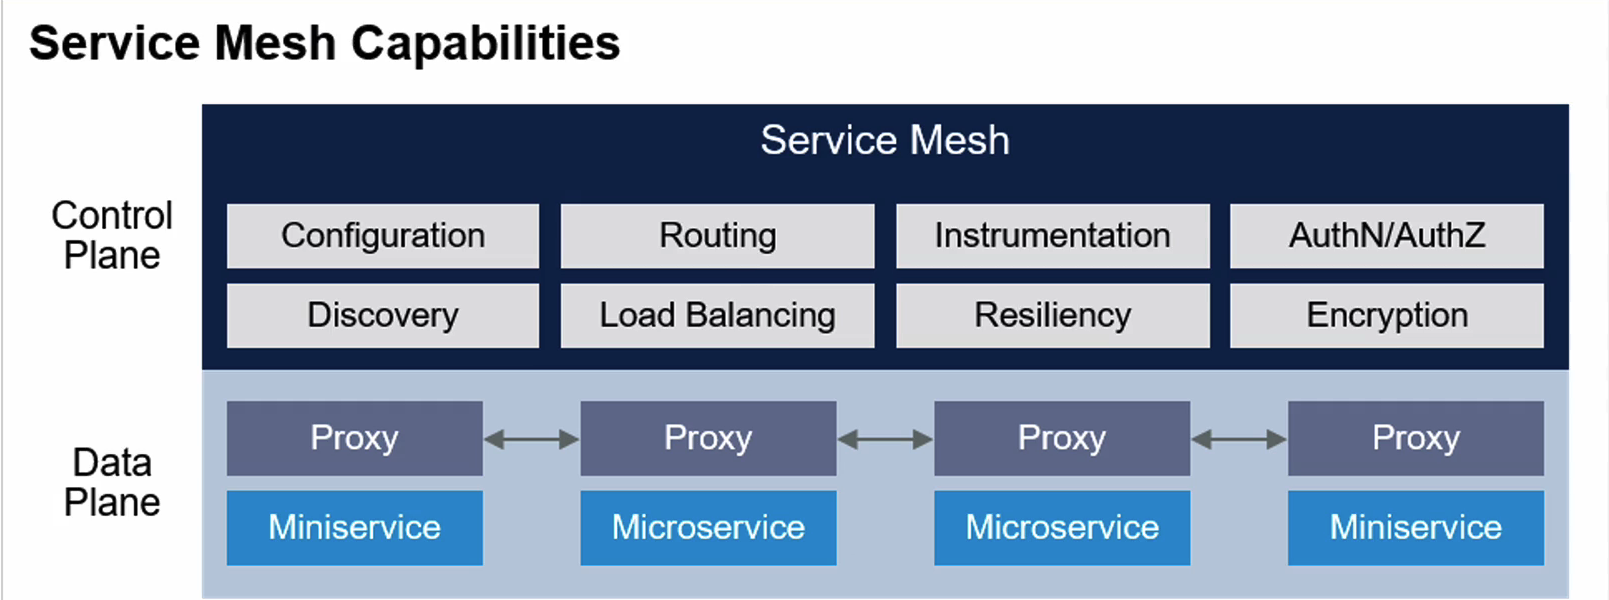 Service Mesh Capabilities
Service Mesh
Control
Plane
Configuration
Routing
Instrumentation
AuthN/AuthZ
Discovery
Load Balancing
Resiliency
Encryption
Data
Plane
Proxy
Proxy
Proxy
Proxy
Miniservice
Microservice
Microservice
Miniservice